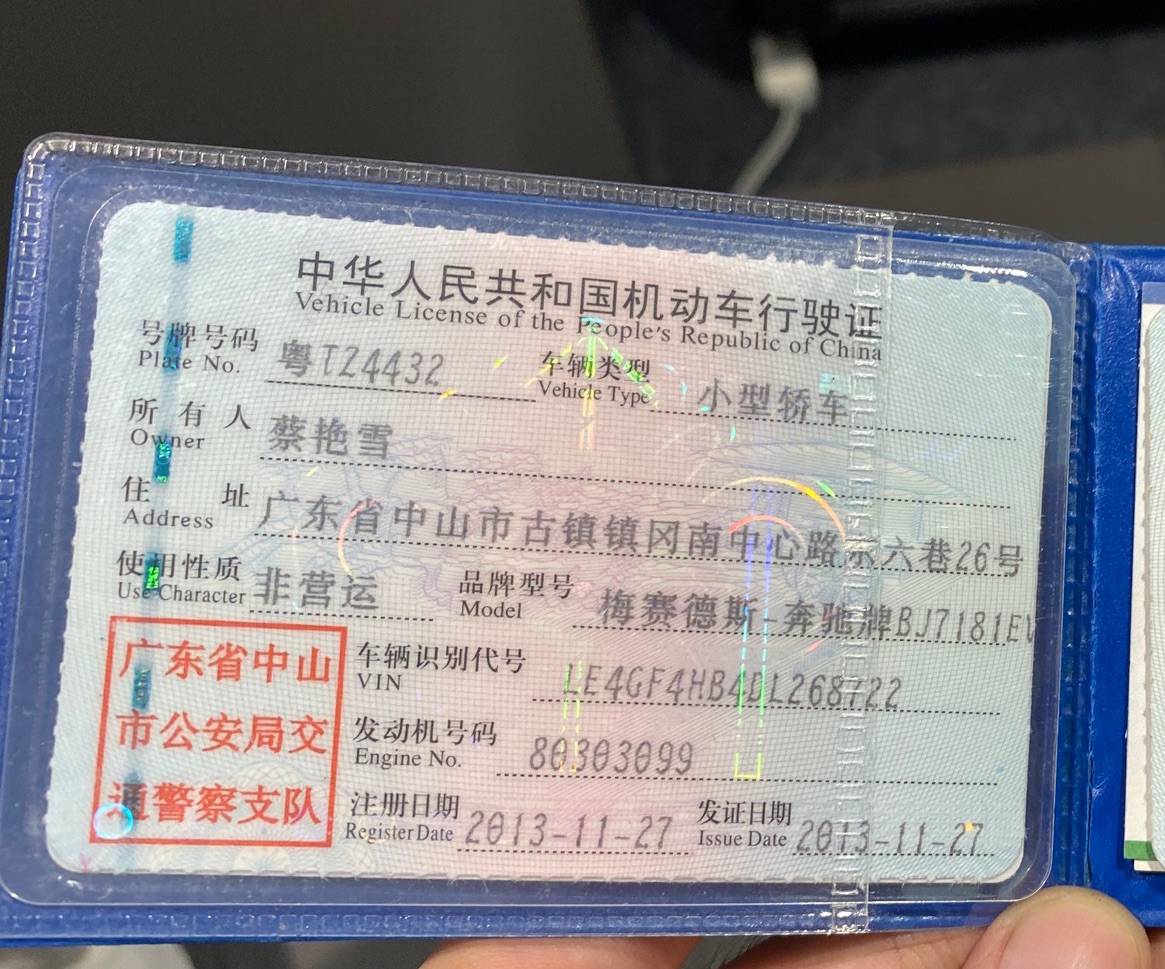 中华人民共和国机动车行驶证
Vehicle License of the People's Republic of China
号牌号码 粤TZ4432 车辆类型 小型轿车
Plate No. Vehicle Type
所有人 蔡艳雪
Owner
住址 广东省中山市古镇镇冈南中心路东六巷26号
Address
使用性质 非营运 品牌型号 梅赛德斯-奔驰牌BJ7181EV
Use Character Model
广东省中山
市公安局交
通警察支队
车辆识别代号 LE4GF4HB4DL268722
VIN
发动机号码 80303099
Engine No.
注册日期 2013-11-27 发证日期 2013-11-27
Register Date Issue Date